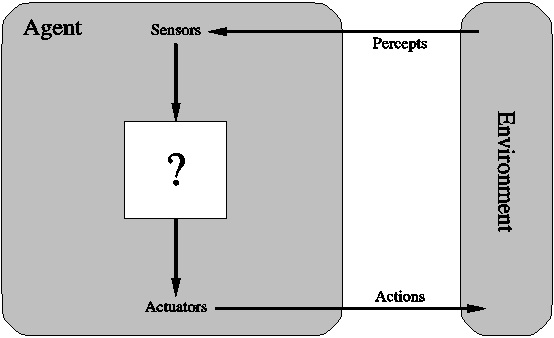 Agent
Sensors
Percepts
?
Environment
Actuators
Actions